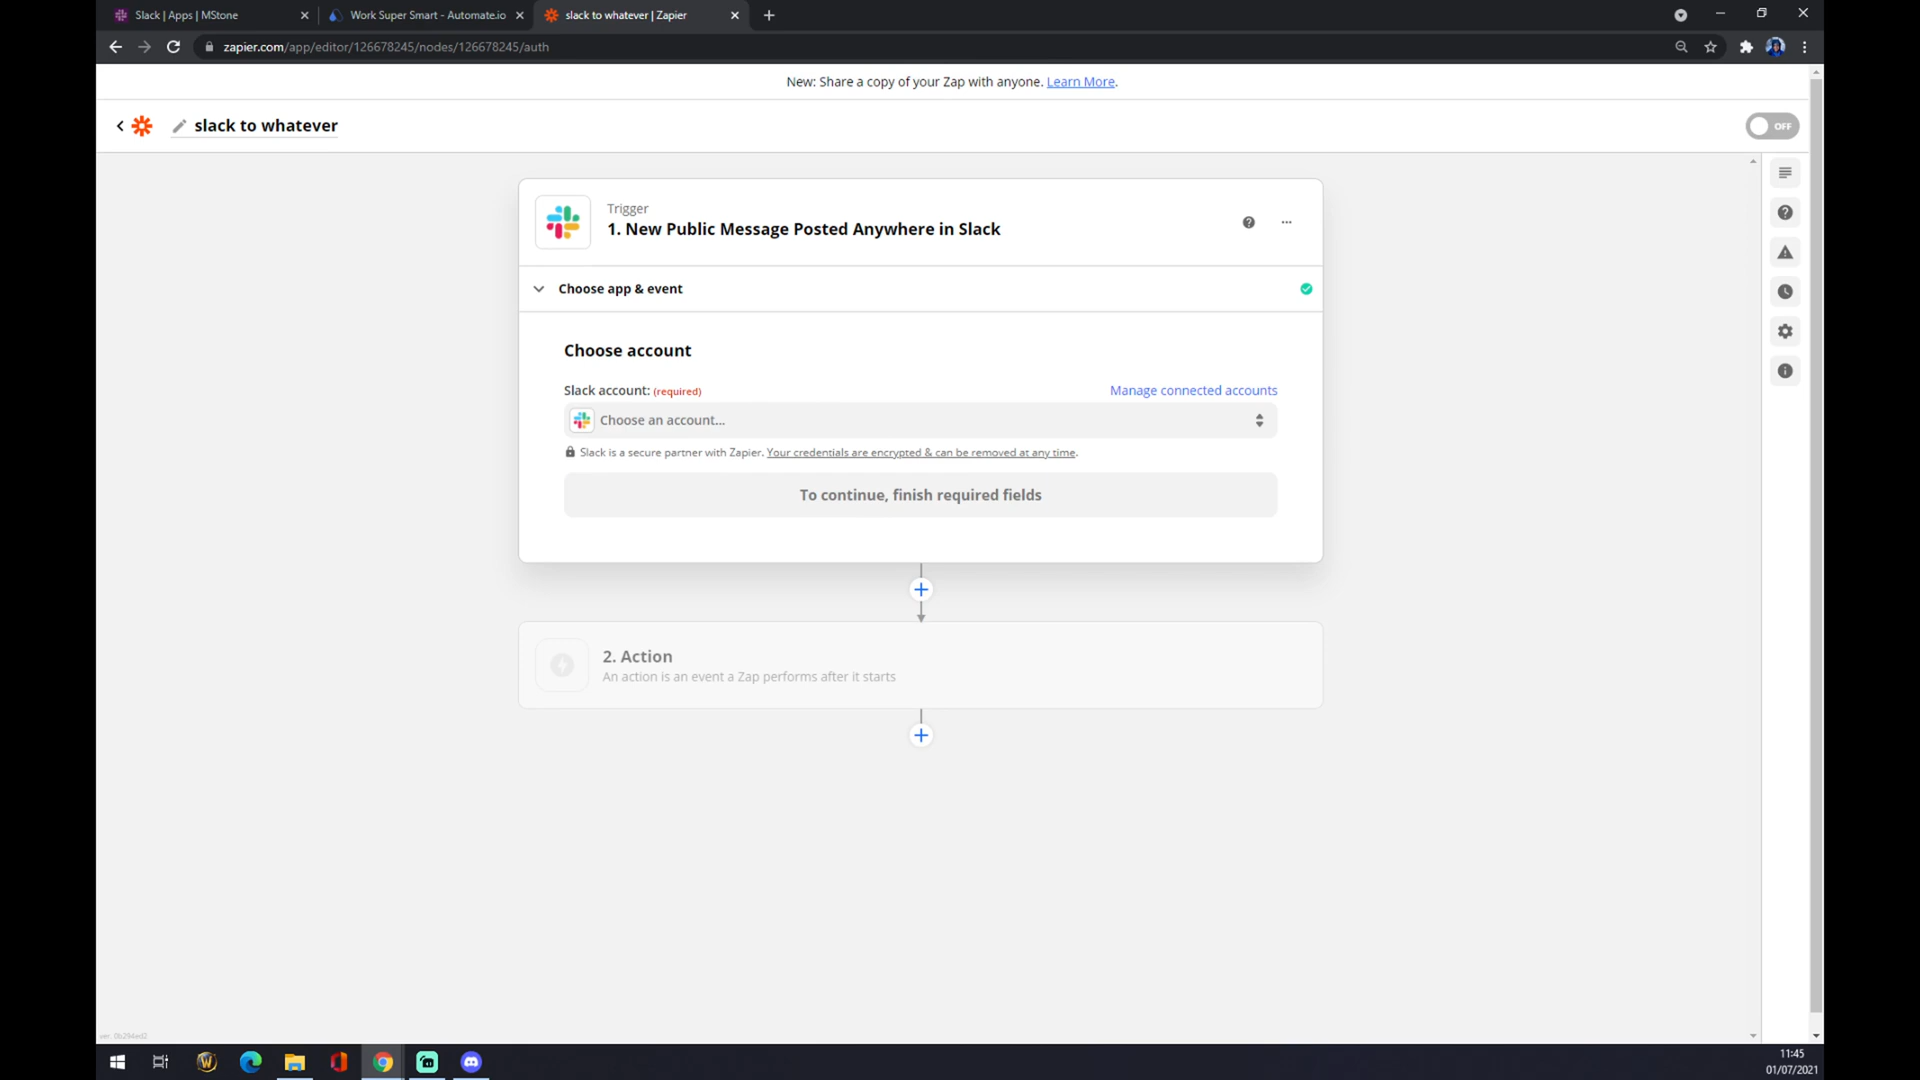 Slack | Apps | MStone
Work Super Smart - Automate.io
slack to whatever | Zapier
zapier.com/app/editor/126678245/nodes/126678245/auth
New: Share a copy of your Zap with anyone. Learn More.
slack to whatever
OFF
Trigger
1. New Public Message Posted Anywhere in Slack
Choose app & event
Choose account
Slack account: (required)
Manage connected accounts
Choose an account...
Slack is a secure partner with Zapier. Your credentials are encrypted & can be removed at any time.
To continue, finish required fields
2. Action
An action is an event a Zap performs after it starts
ver. 0b294ed2
11:45
01/07/2021